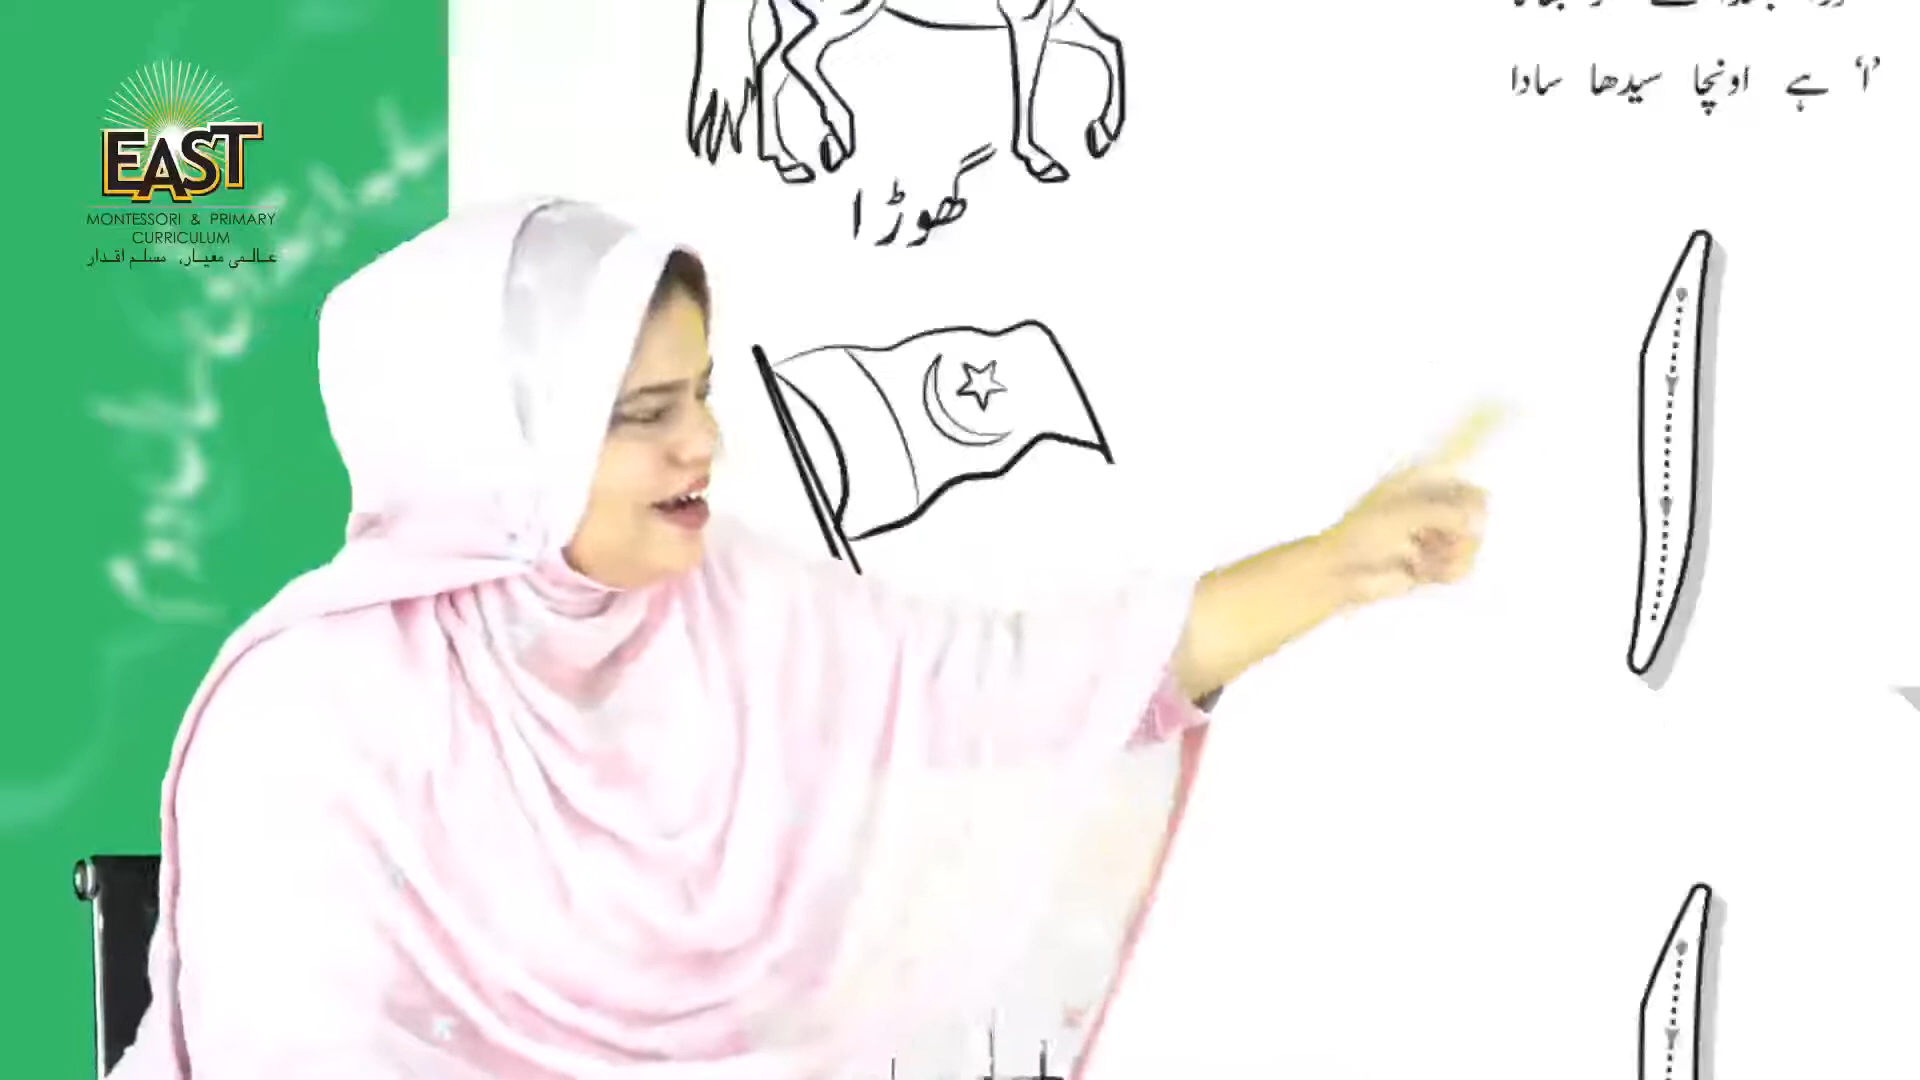 EAST
MONTESSORI & PRIMARY
CURRICULUM
عالمی معیار، مسلم اقدار
'ا' ہے اونچا سیدھا سادا
گھوڑا